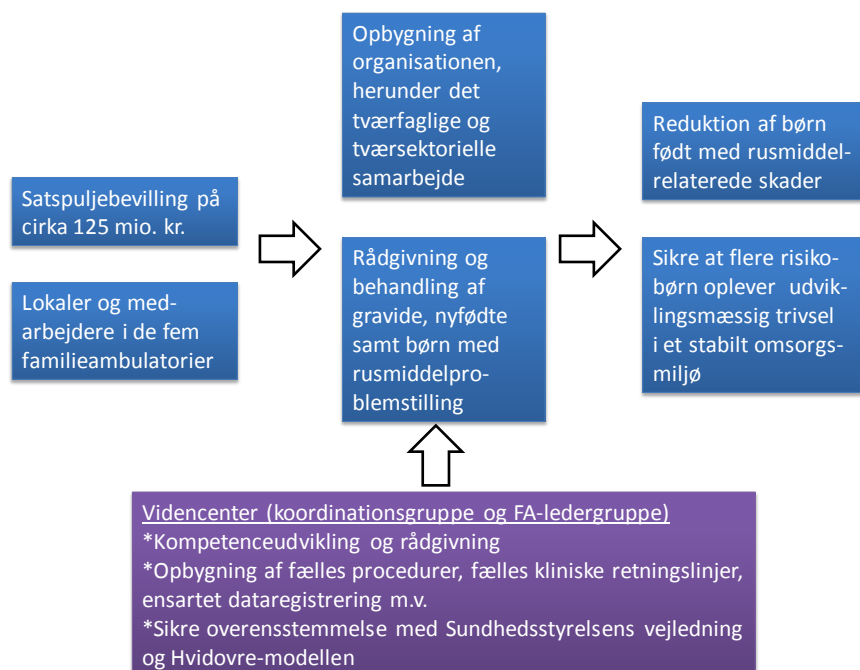 Satspuljebevilling på
cirka 125 mio. kr.
Lokaler og med-
arbejdere i de fem
familieambulatorier
Opbygning af
organisationen,
herunder det
tværfaglige og
tværsektorielle
samarbejde
Rådgivning og
behandling af
gravide, nyfødte
samt børn med
rusmiddelpro-
blemstilling
Reduktion af børn
født med rusmiddel-
relaterede skader
Sikre at flere risiko-
børn oplever udvik-
lingsmæssig trivsel
i et stabilt omsorgs-
miljø
Videncenter (koordinationsgruppe og FA-ledergruppe)
*Kompetenceudvikling og rådgivning
*Opbygning af fælles procedurer, fælles kliniske retningslinjer,
ensartet dataregistrering m.v.
*Sikre overensstemmelse med Sundhedsstyrelsens vejledning
og Hvidovre-modellen